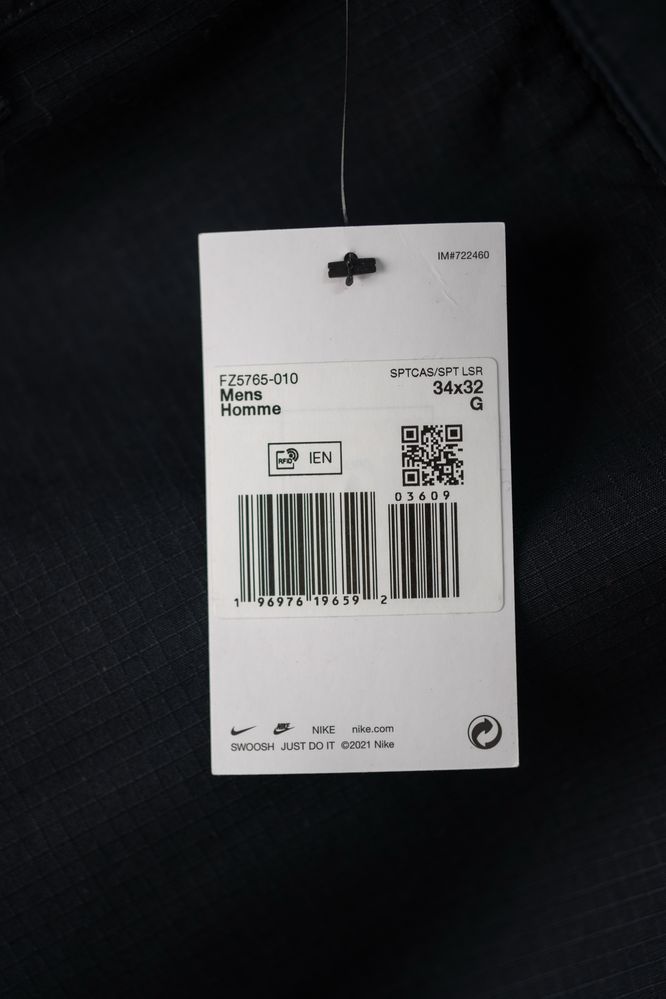 IM#722460
FZ5765-010
Mens
Homme
SPTCAS/SPT LSR
34x32
G
RFID IEN
03609
1 96976 19659 2
NIKE NIKE nike.com
SWOOSH JUST DO IT ©2021 Nike